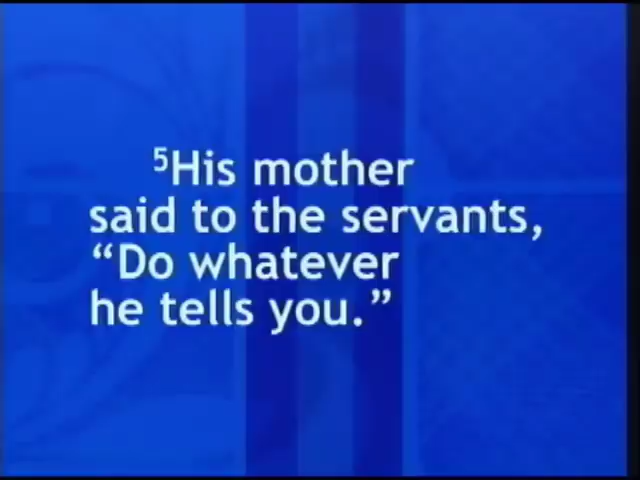 ⁵His mother
said to the servants,
“Do whatever
he tells you.”